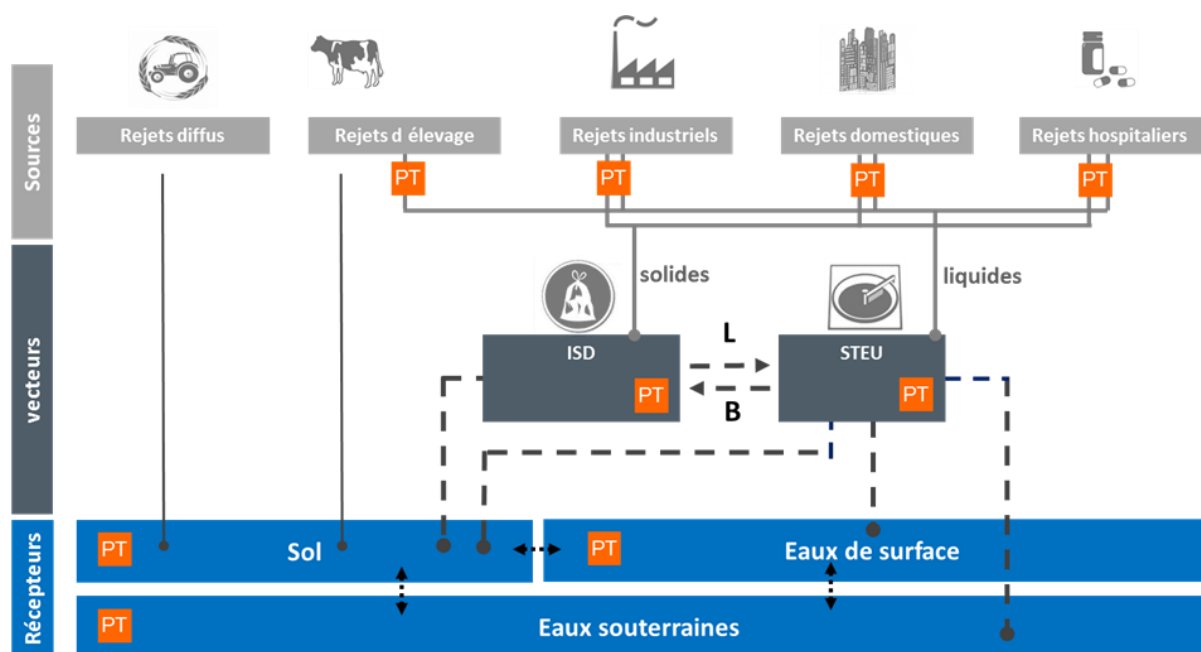 Sources
Rejets diffus
Rejets d élevage
Rejets industriels
Rejets domestiques
Rejets hospitaliers
PT
PT
PT
PT
vecteurs
solides
liquides
ISD
L
STEU
PT
B
PT
Récepteurs
PT
Sol
PT
Eaux de surface
PT
Eaux souterraines